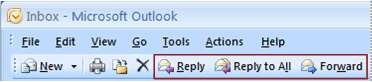 Inbox - Microsoft Outlook
File Edit View Go Tools Actions Help
New Reply Reply to All Forward